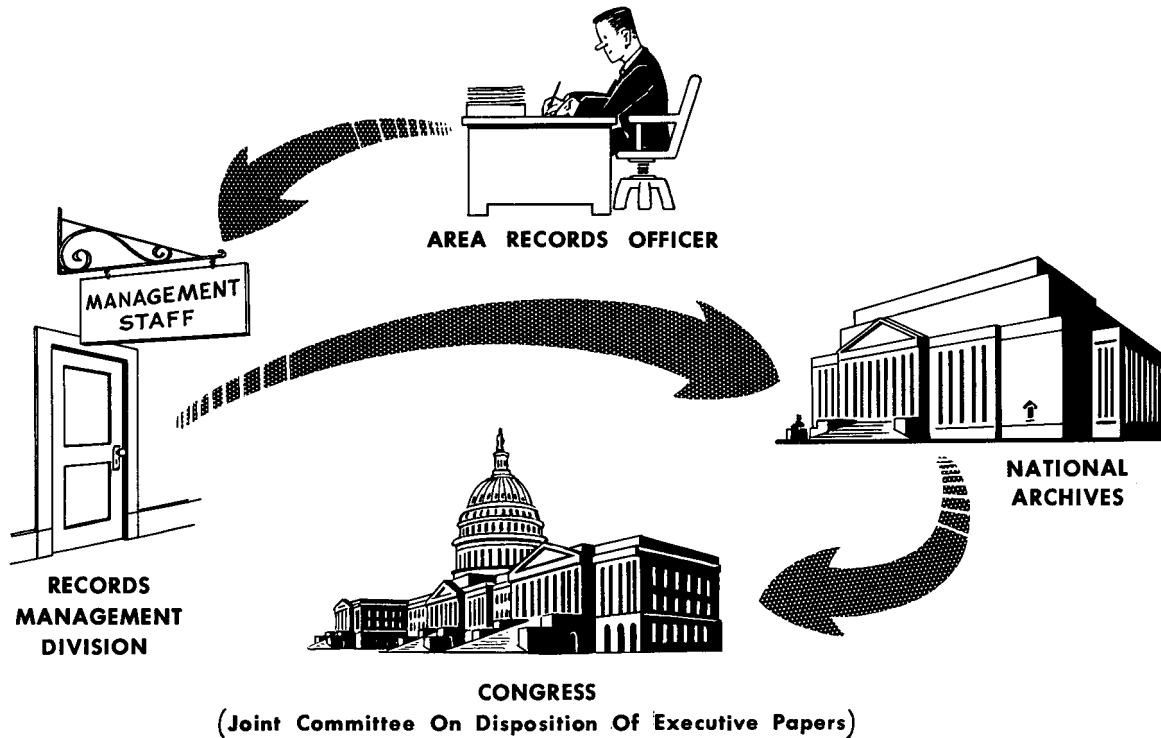 AREA RECORDS OFFICER
MANAGEMENT
STAFF
NATIONAL
ARCHIVES
RECORDS
MANAGEMENT
DIVISION
CONGRESS
(Joint Committee On Disposition Of Executive Papers)